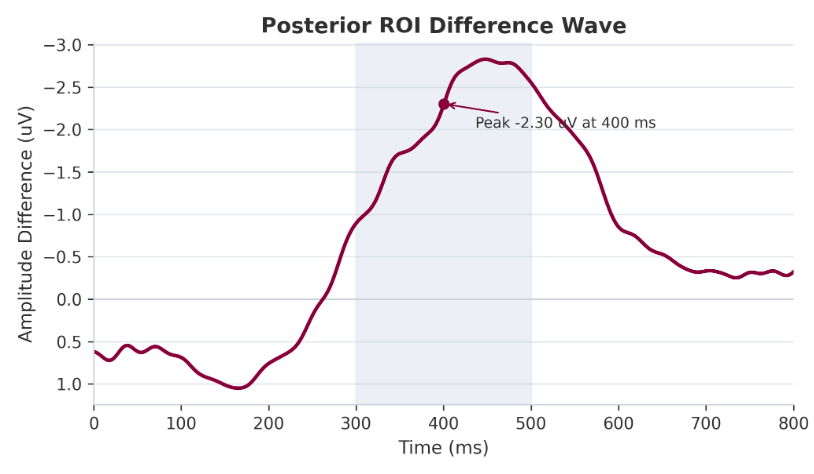 Posterior ROI Difference Wave
Amplitude Difference (uV)
−3.0
−2.5
−2.0
−1.5
−1.0
−0.5
0.0
0.5
1.0
Peak -2.30 uV at 400 ms
0 100 200 300 400 500 600 700 800
Time (ms)